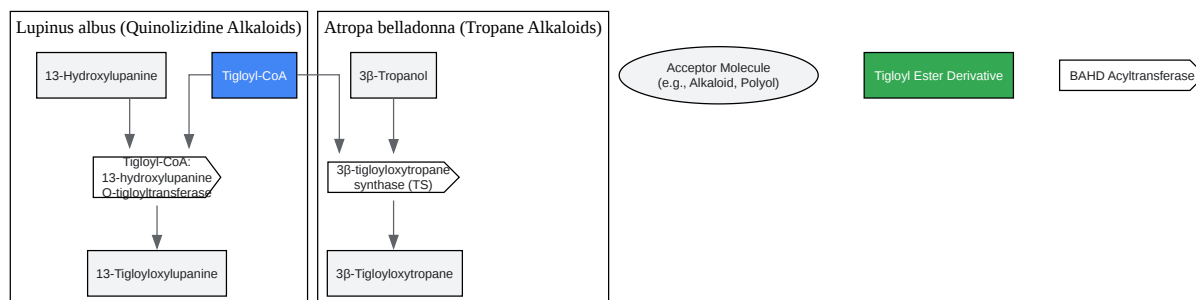 Lupinus albus (Quinolizidine Alkaloids)
13-Hydroxylupanine
Tigloyl-CoA
Tigloyl-CoA:
13-hydroxylupanine
O-tigloyltransferase
13-Tigloyloxylupanine
Atropa belladonna (Tropane Alkaloids)
3β-Tropanol
3β-tigloyloxytropane
synthase (TS)
3β-Tigloyloxytropane
Acceptor Molecule
(e.g., Alkaloid, Polyol)
Tigloyl Ester Derivative
BAHD Acyltransferase